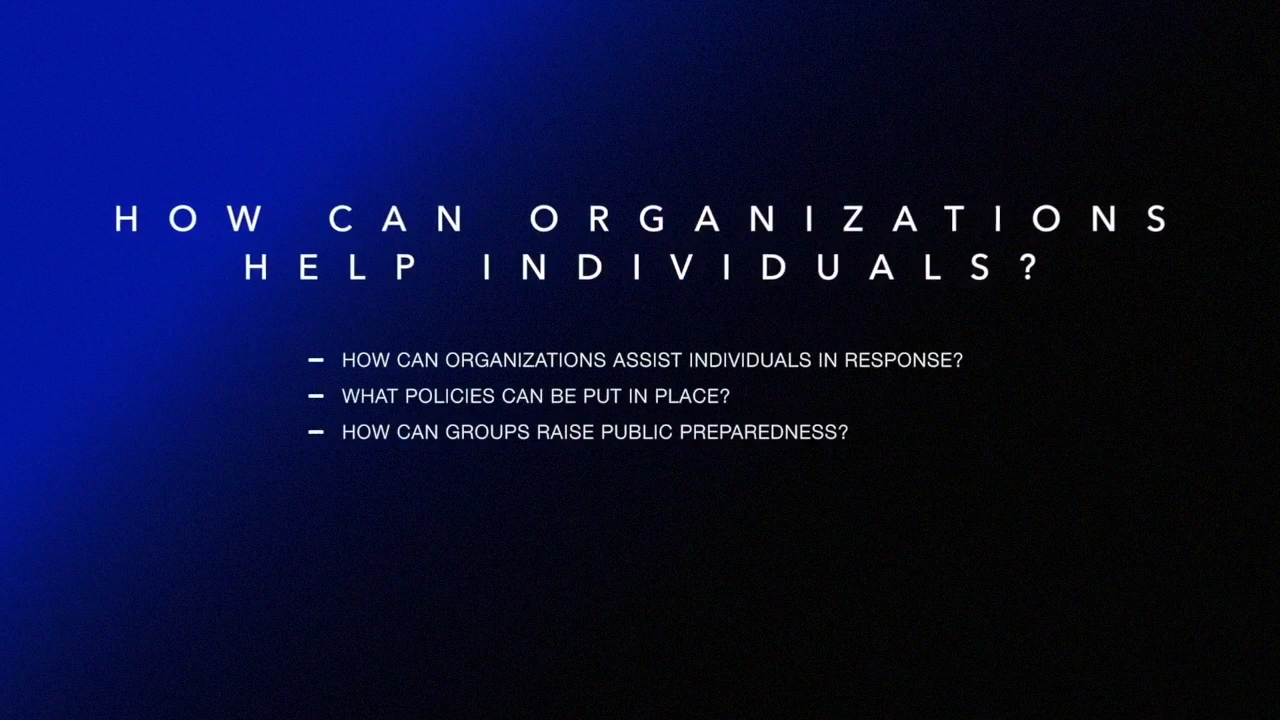 HOW CAN ORGANIZATIONS
HELP INDIVIDUALS?
– HOW CAN ORGANIZATIONS ASSIST INDIVIDUALS IN RESPONSE?
– WHAT POLICIES CAN BE PUT IN PLACE?
– HOW CAN GROUPS RAISE PUBLIC PREPAREDNESS?